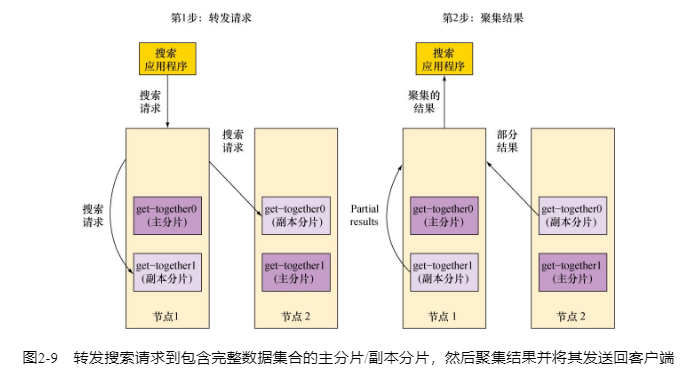 第1步：转发请求
搜索
应用程序
搜索
请求
搜索
请求
搜索
请求
get-together0
(主分片)
get-together1
(副本分片)
节点1
get-together0
(副本分片)
get-together1
(主分片)
节点 2
第2步：聚集结果
搜索
应用程序
聚集的
结果
部分
结果
Partial
results
get-together0
(主分片)
get-together1
(副本分片)
节点 1
get-together0
(副本分片)
get-together1
(主分片)
节点 2
图2-9 转发搜索请求到包含完整数据集合的主分片/副本分片，然后聚集结果并将其发送回客户端